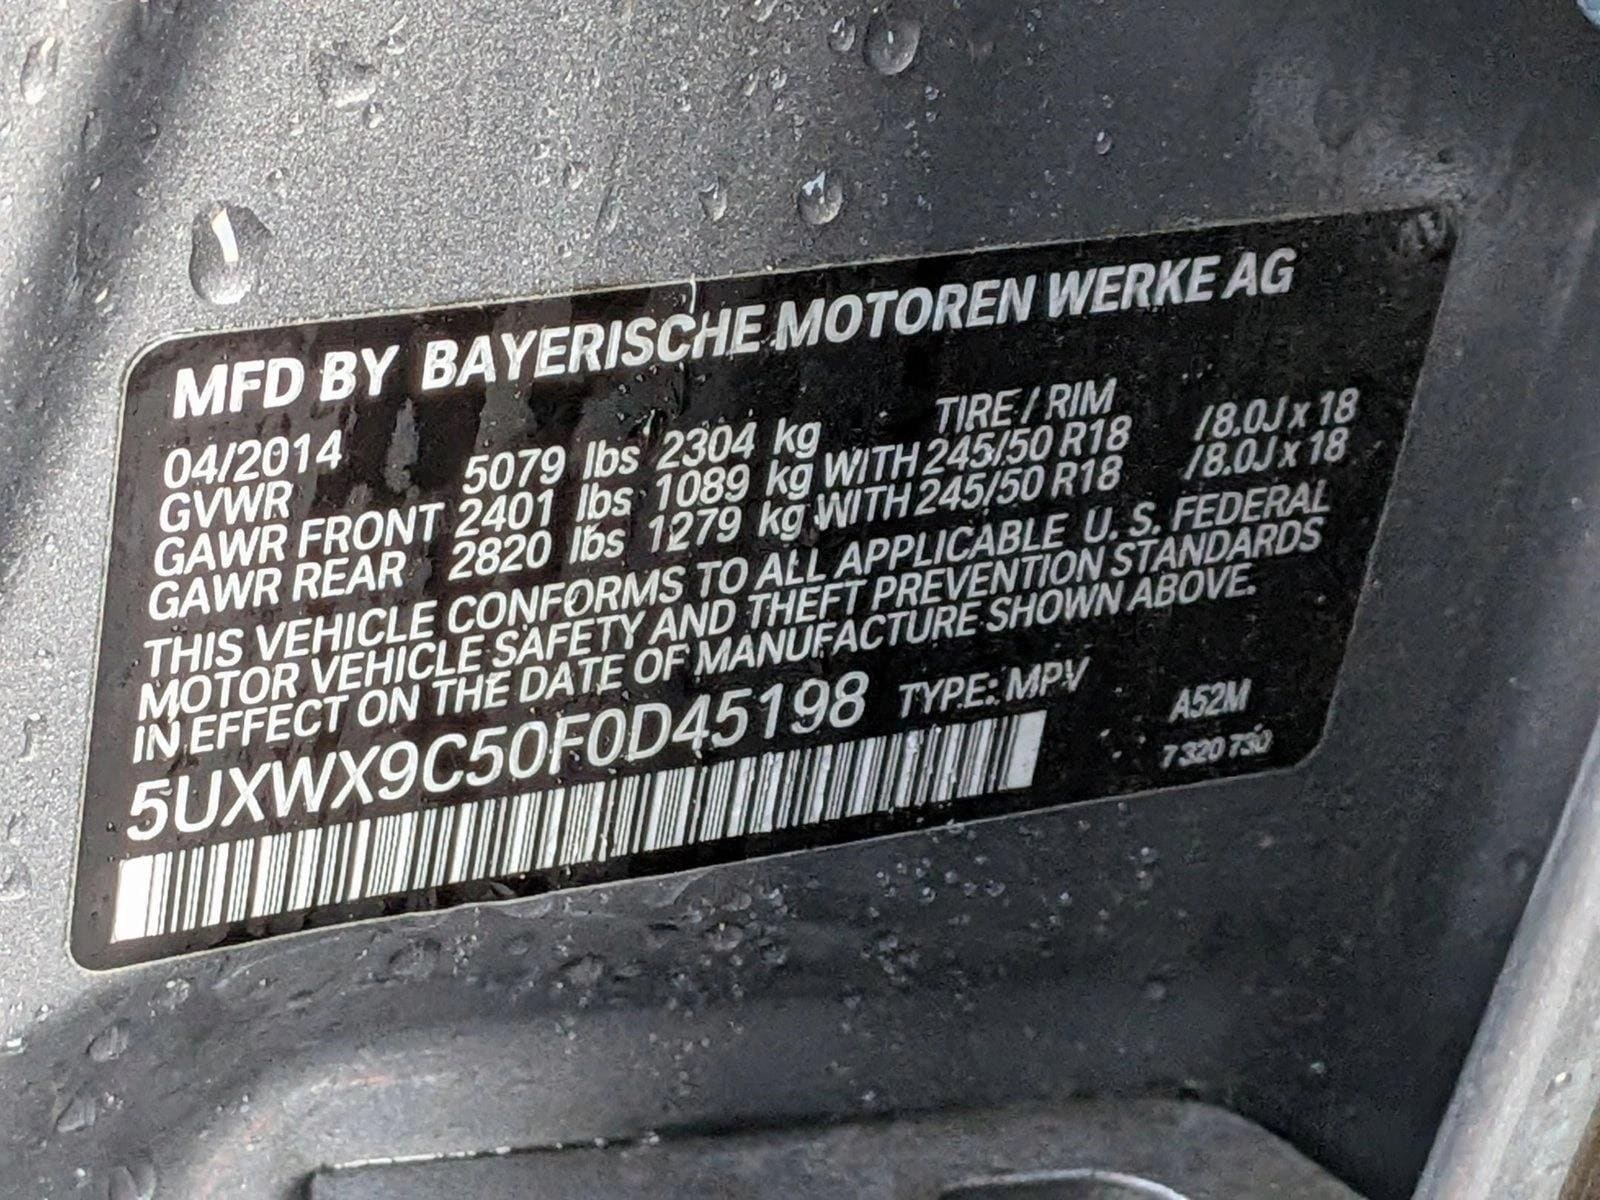 MFD BY BAYERISCHE MOTOREN WERKE AG
04/2014 TIRE / RIM
GVWR 5079 lbs 2304 kg
GAWR FRONT 2401 lbs 1089 kg WITH 245/50 R18 /8.0J x 18
GAWR REAR 2820 lbs 1279 kg WITH 245/50 R18 /8.0J x 18
THIS VEHICLE CONFORMS TO ALL APPLICABLE U. S. FEDERAL
MOTOR VEHICLE SAFETY AND THEFT PREVENTION STANDARDS
IN EFFECT ON THE DATE OF MANUFACTURE SHOWN ABOVE.
5UXWX9C50F0D45198 TYPE: MPV
A52M
7 320 730